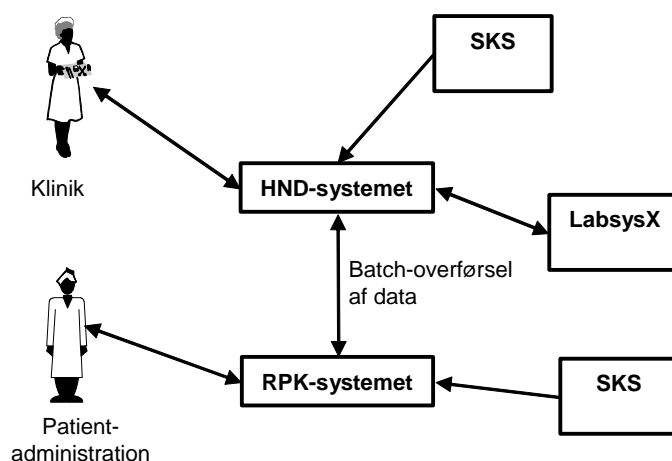 SKS
Klinik
HND-systemet
LabsysX
Batch-overførsel
af data
RPK-systemet
SKS
Patient-
administration